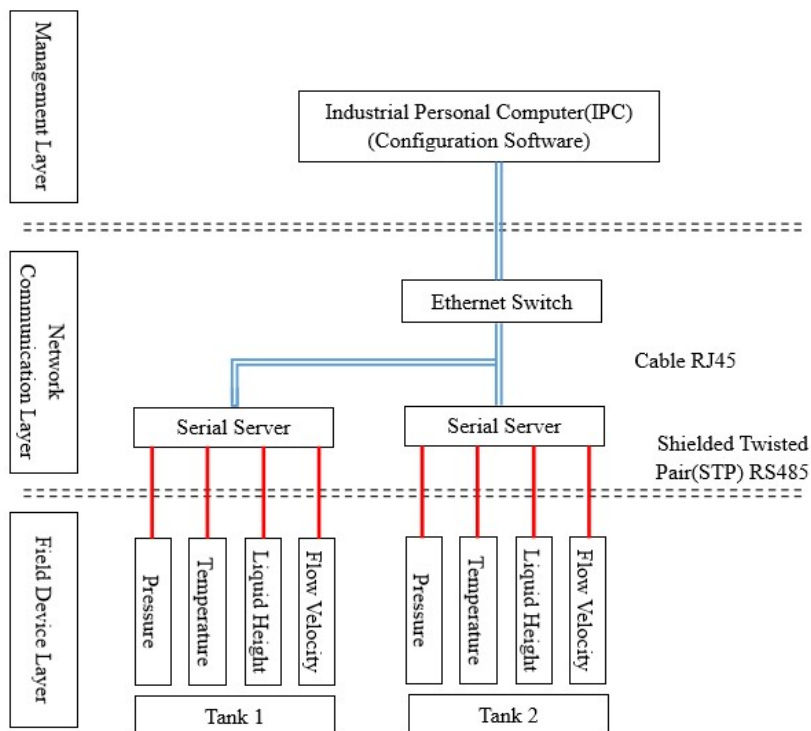 Management Layer
Industrial Personal Computer(IPC)
(Configuration Software)
Network
Communication Layer
Ethernet Switch
Cable RJ45
Serial Server
Serial Server
Shielded Twisted
Pair(STP) RS485
Field Device Layer
Pressure
Temperature
Liquid Height
Flow Velocity
Pressure
Temperature
Liquid Height
Flow Velocity
Tank 1
Tank 2